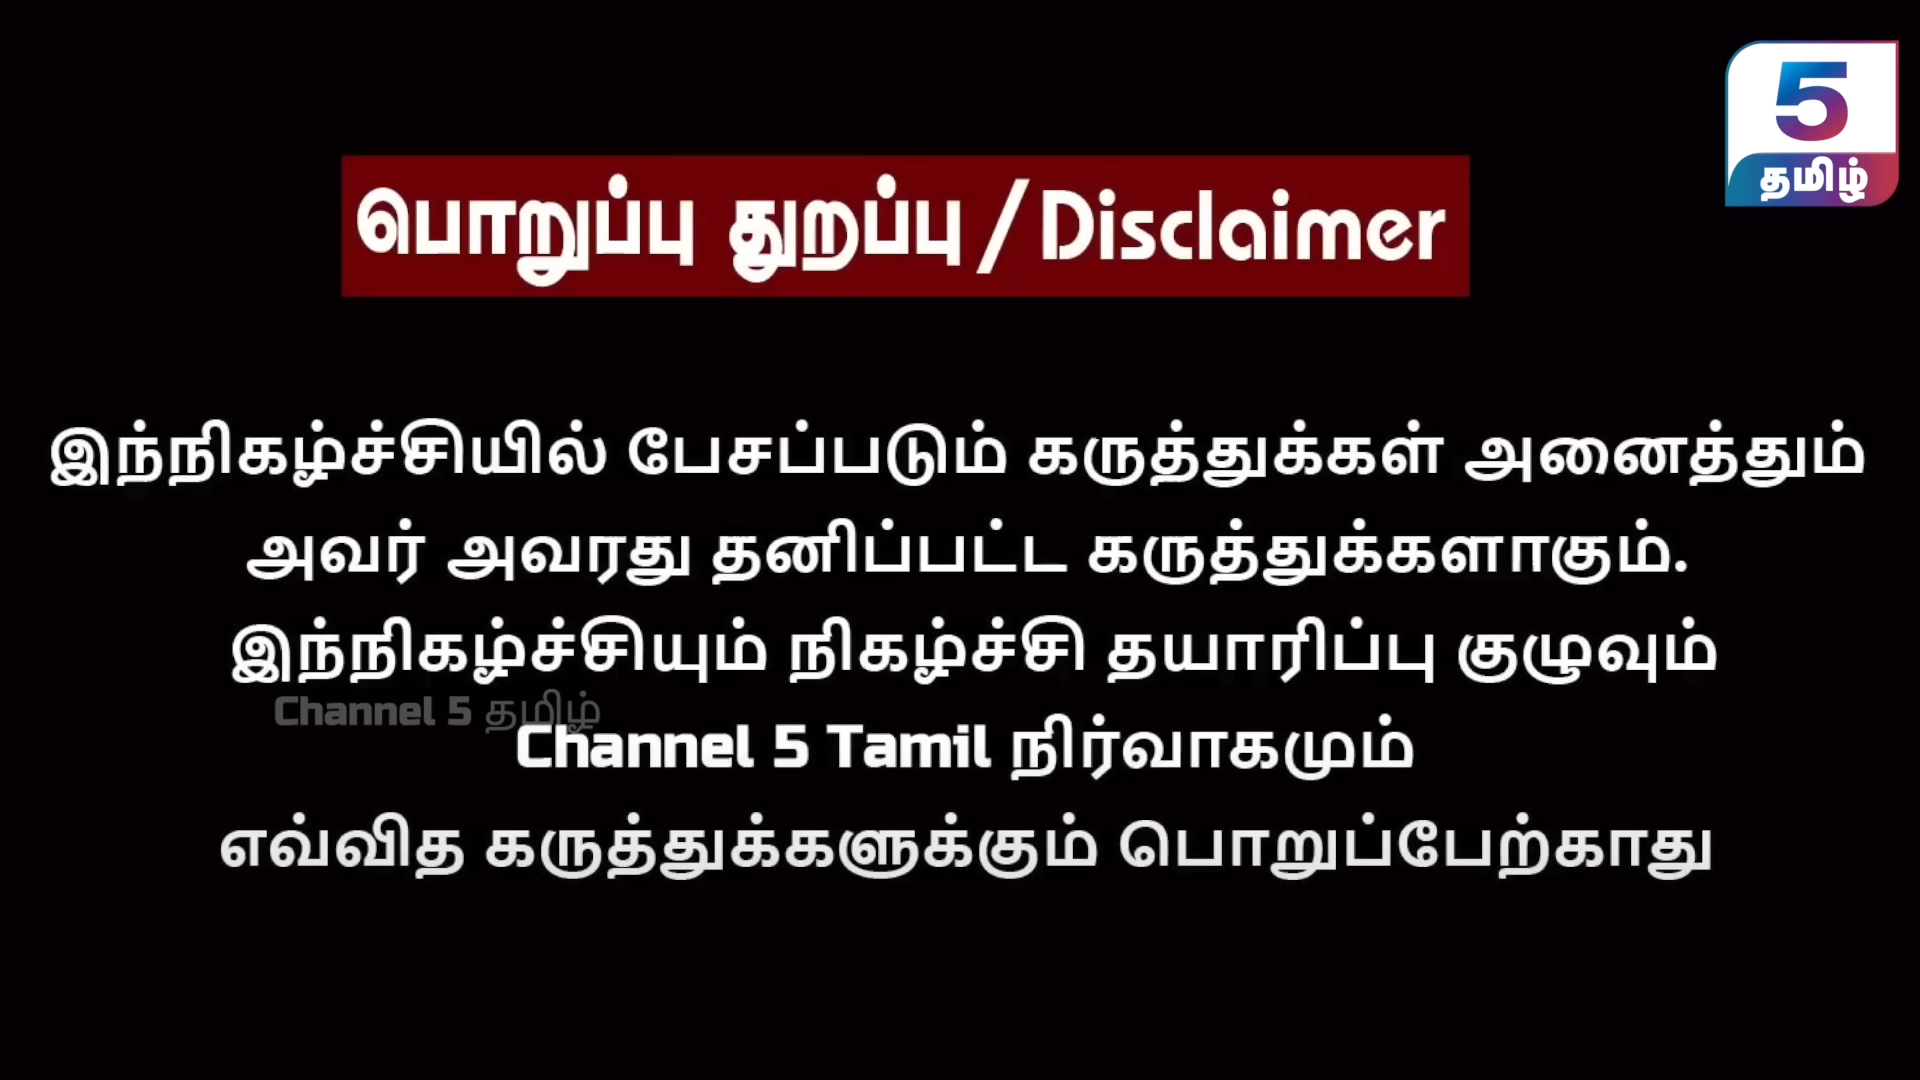 5
தமிழ்
பொறுப்பு துறப்பு/Disclaimer
இந்நிகழ்ச்சியில் பேசப்படும் கருத்துக்கள் அனைத்தும்
அவர் அவரது தனிப்பட்ட கருத்துக்களாகும்.
இந்நிகழ்ச்சியும் நிகழ்ச்சி தயாரிப்பு குழுவும்
Channel 5 தமிழ்
Channel 5 Tamil நிர்வாகமும்
எவ்வித கருத்துக்களுக்கும் பொறுப்பேற்காது